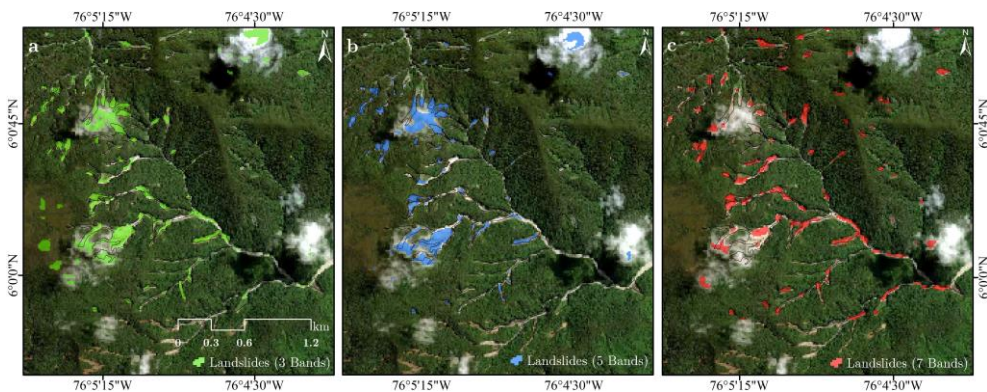 76°5'15"W 76°4'30"W 76°5'15"W 76°4'30"W 76°5'15"W 76°4'30"W
a N b N c N
6°0'45"N 6°0'45"N
6°0'0"N 6°0'0"N
km
0 0.3 0.6 1.2
Landslides (3 Bands) Landslides (5 Bands) Landslides (7 Bands)
76°5'15"W 76°4'30"W 76°5'15"W 76°4'30"W 76°5'15"W 76°4'30"W